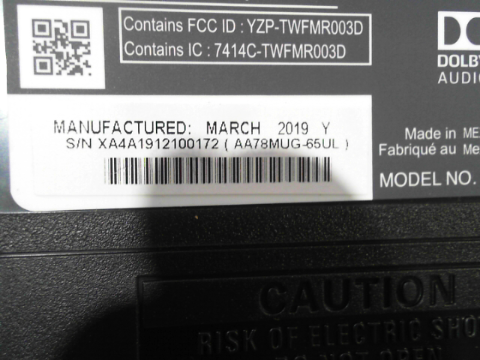 Contains FCC ID : YZP-TWFMR003D
Contains IC : 7414C-TWFMR003D
DOLBY
AUDIO
MANUFACTURED: MARCH 2019 Y
S/N XA4A1912100172 ( AA78MUG-65UL )
Made in
Fabriqué au
MODEL NO.
CAUTION
RISK OF ELECTRIC